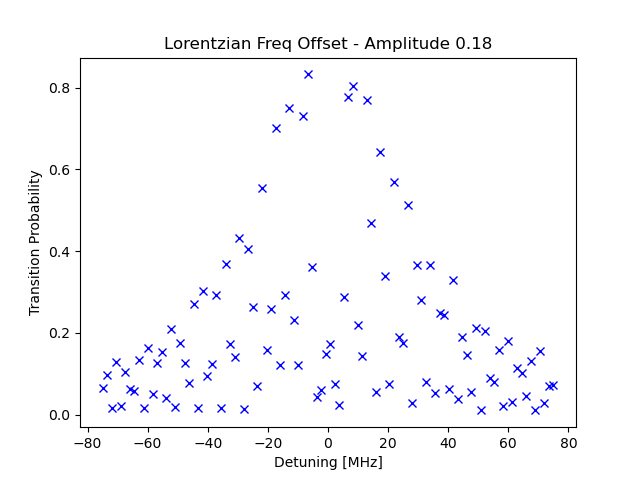 Lorentzian Freq Offset - Amplitude 0.18
Transition Probability
0.8
0.6
0.4
0.2
0.0
−80 −60 −40 −20 0 20 40 60 80
Detuning [MHz]